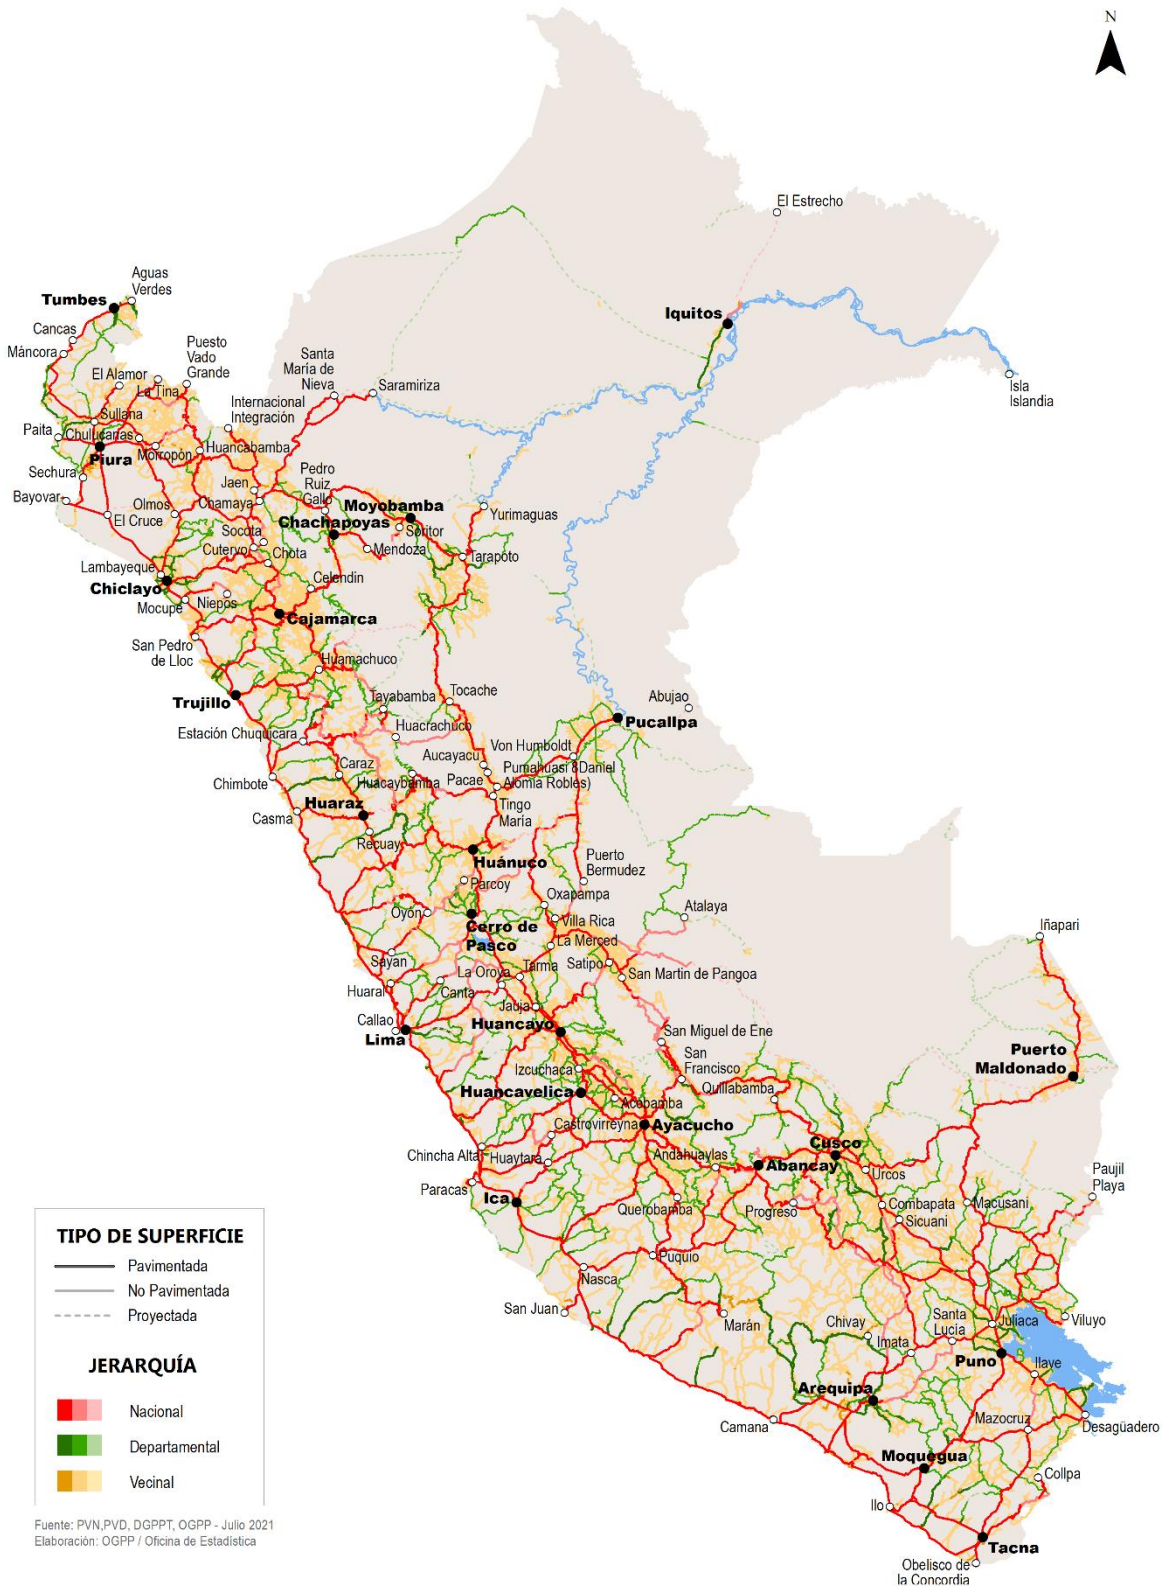 N
El Estrecho
Aguas
Verdes
Tumbes
Iquitos
Cancas
Máncora
Puesto
Vado
Grande
Santa
María de
Nieva
Saramiriza
Isla
Islandia
El Alamor
La Tina
Internacional
Integración
Sullana
Paita
Chulucanas
Piura
Morropón
Huancabamba
Sechura
Bayovar
El Cruce
Olmos
Jaen
Chamaya
Pedro
Ruiz
Gallo
Moyobamba
Chachapoyas
Soritor
Yurimaguas
Socota
Cutervo
Chota
Mendoza
Tarapoto
Lambayeque
Chiclayo
Mocupe
Niepos
Celendin
Cajamarca
San Pedro
de Lloc
Huamachuco
Trujillo
Tayabamba
Tocache
Abujao
Pucallpa
Estación Chuquicara
Huacrachuco
Von Humboldt
Aucayacu
Pumahuasi &Daniel
Alomia Robles)
Pacae
Caraz
Huacaybamba
Chimbote
Tingo
María
Huaraz
Casma
Recuay
Huánuco
Puerto
Bermudez
Parcoy
Oxapampa
Atalaya
Oyón
Villa Rica
Cerro de
Pasco
Iñapari
La Merced
Sayan
Satipo
San Martin de Pangoa
La Oroya
Tarma
Huaral
Canta
Jauja
Callao
Lima
Huancayo
San Miguel de Ene
San
Francisco
Puerto
Maldonado
Izcuchaca
Huancavelica
Quillabamba
Acobamba
Castrovirreyna
Ayacucho
Cusco
Chincha Alta
Huaytara
Andahuaylas
Abancay
Urcos
Paujil
Playa
Paracas
Ica
Querobamba
Progreso
Combapata
Sicuani
Macusani
Puquio
Nasca
San Juan
Marán
Chivay
Imata
Santa
Lucía
Juliaca
Viluyo
Puno
Ilave
Arequipa
Camana
Mazocruz
Desagüadero
Moquegua
Collpa
Ilo
Tacna
Obelisco de
la Concordia
TIPO DE SUPERFICIE
Pavimentada
No Pavimentada
Proyectada
JERARQUÍA
Nacional
Departamental
Vecinal
Fuente: PVN,PVD, DGPPT, OGPP - Julio 2021
Elaboración: OGPP / Oficina de Estadística